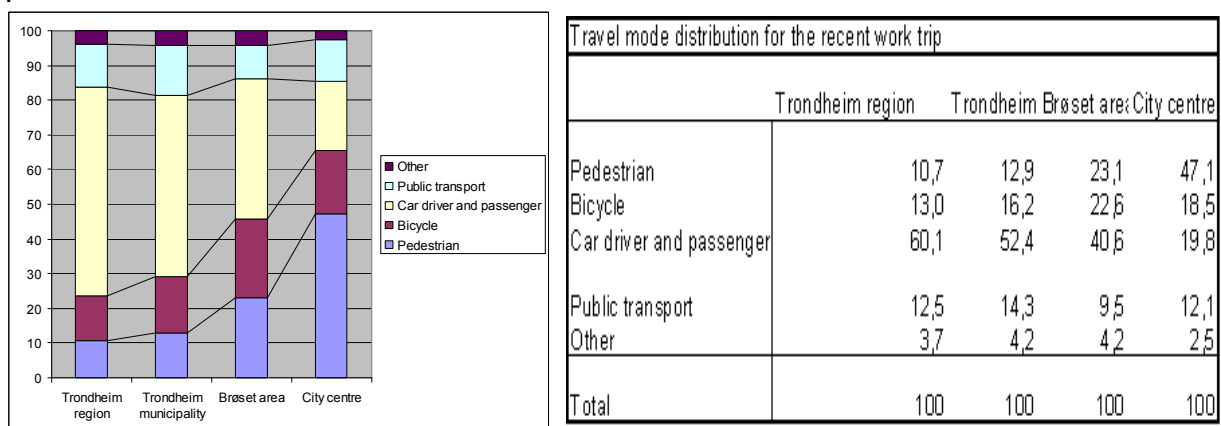 100
90
80
70
60
50
40
30
20
10
0
Trondheim region
Trondheim municipality
Brøset area
City centre
Other
Public transport
Car driver and passenger
Bicycle
Pedestrian
Travel mode distribution for the recent work trip
Trondheim region Trondheim Brøset area City centre
Pedestrian 10,7 12,9 23,1 47,1
Bicycle 13,0 16,2 22,6 18,5
Car driver and passenger 60,1 52,4 40,6 19,8
Public transport 12,5 14,3 9,5 12,1
Other 3,7 4,2 4,2 2,5
Total 100 100 100 100